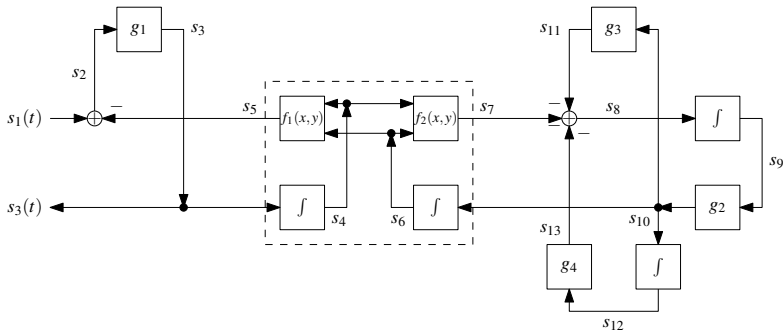 g₁
s₃
s₁₁
g₃
s₂
s₁(t)
−
s₅
f₁(x,y)
f₂(x,y)
s₇
−
−
−
s₈
∫
s₉
s₃(t)
∫
s₄
s₆
∫
s₁₃
s₁₀
g₂
g₄
∫
s₁₂